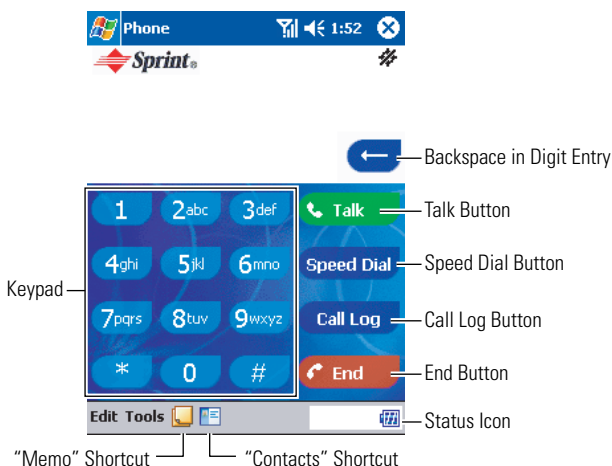 Phone 1:52
Sprint®
Backspace in Digit Entry
1 2abc 3def Talk Talk Button
4ghi 5jkl 6mno Speed Dial Speed Dial Button
Keypad
7pqrs 8tuv 9wxyz Call Log Call Log Button
* 0 # End End Button
Edit Tools Status Icon
"Memo" Shortcut "Contacts" Shortcut